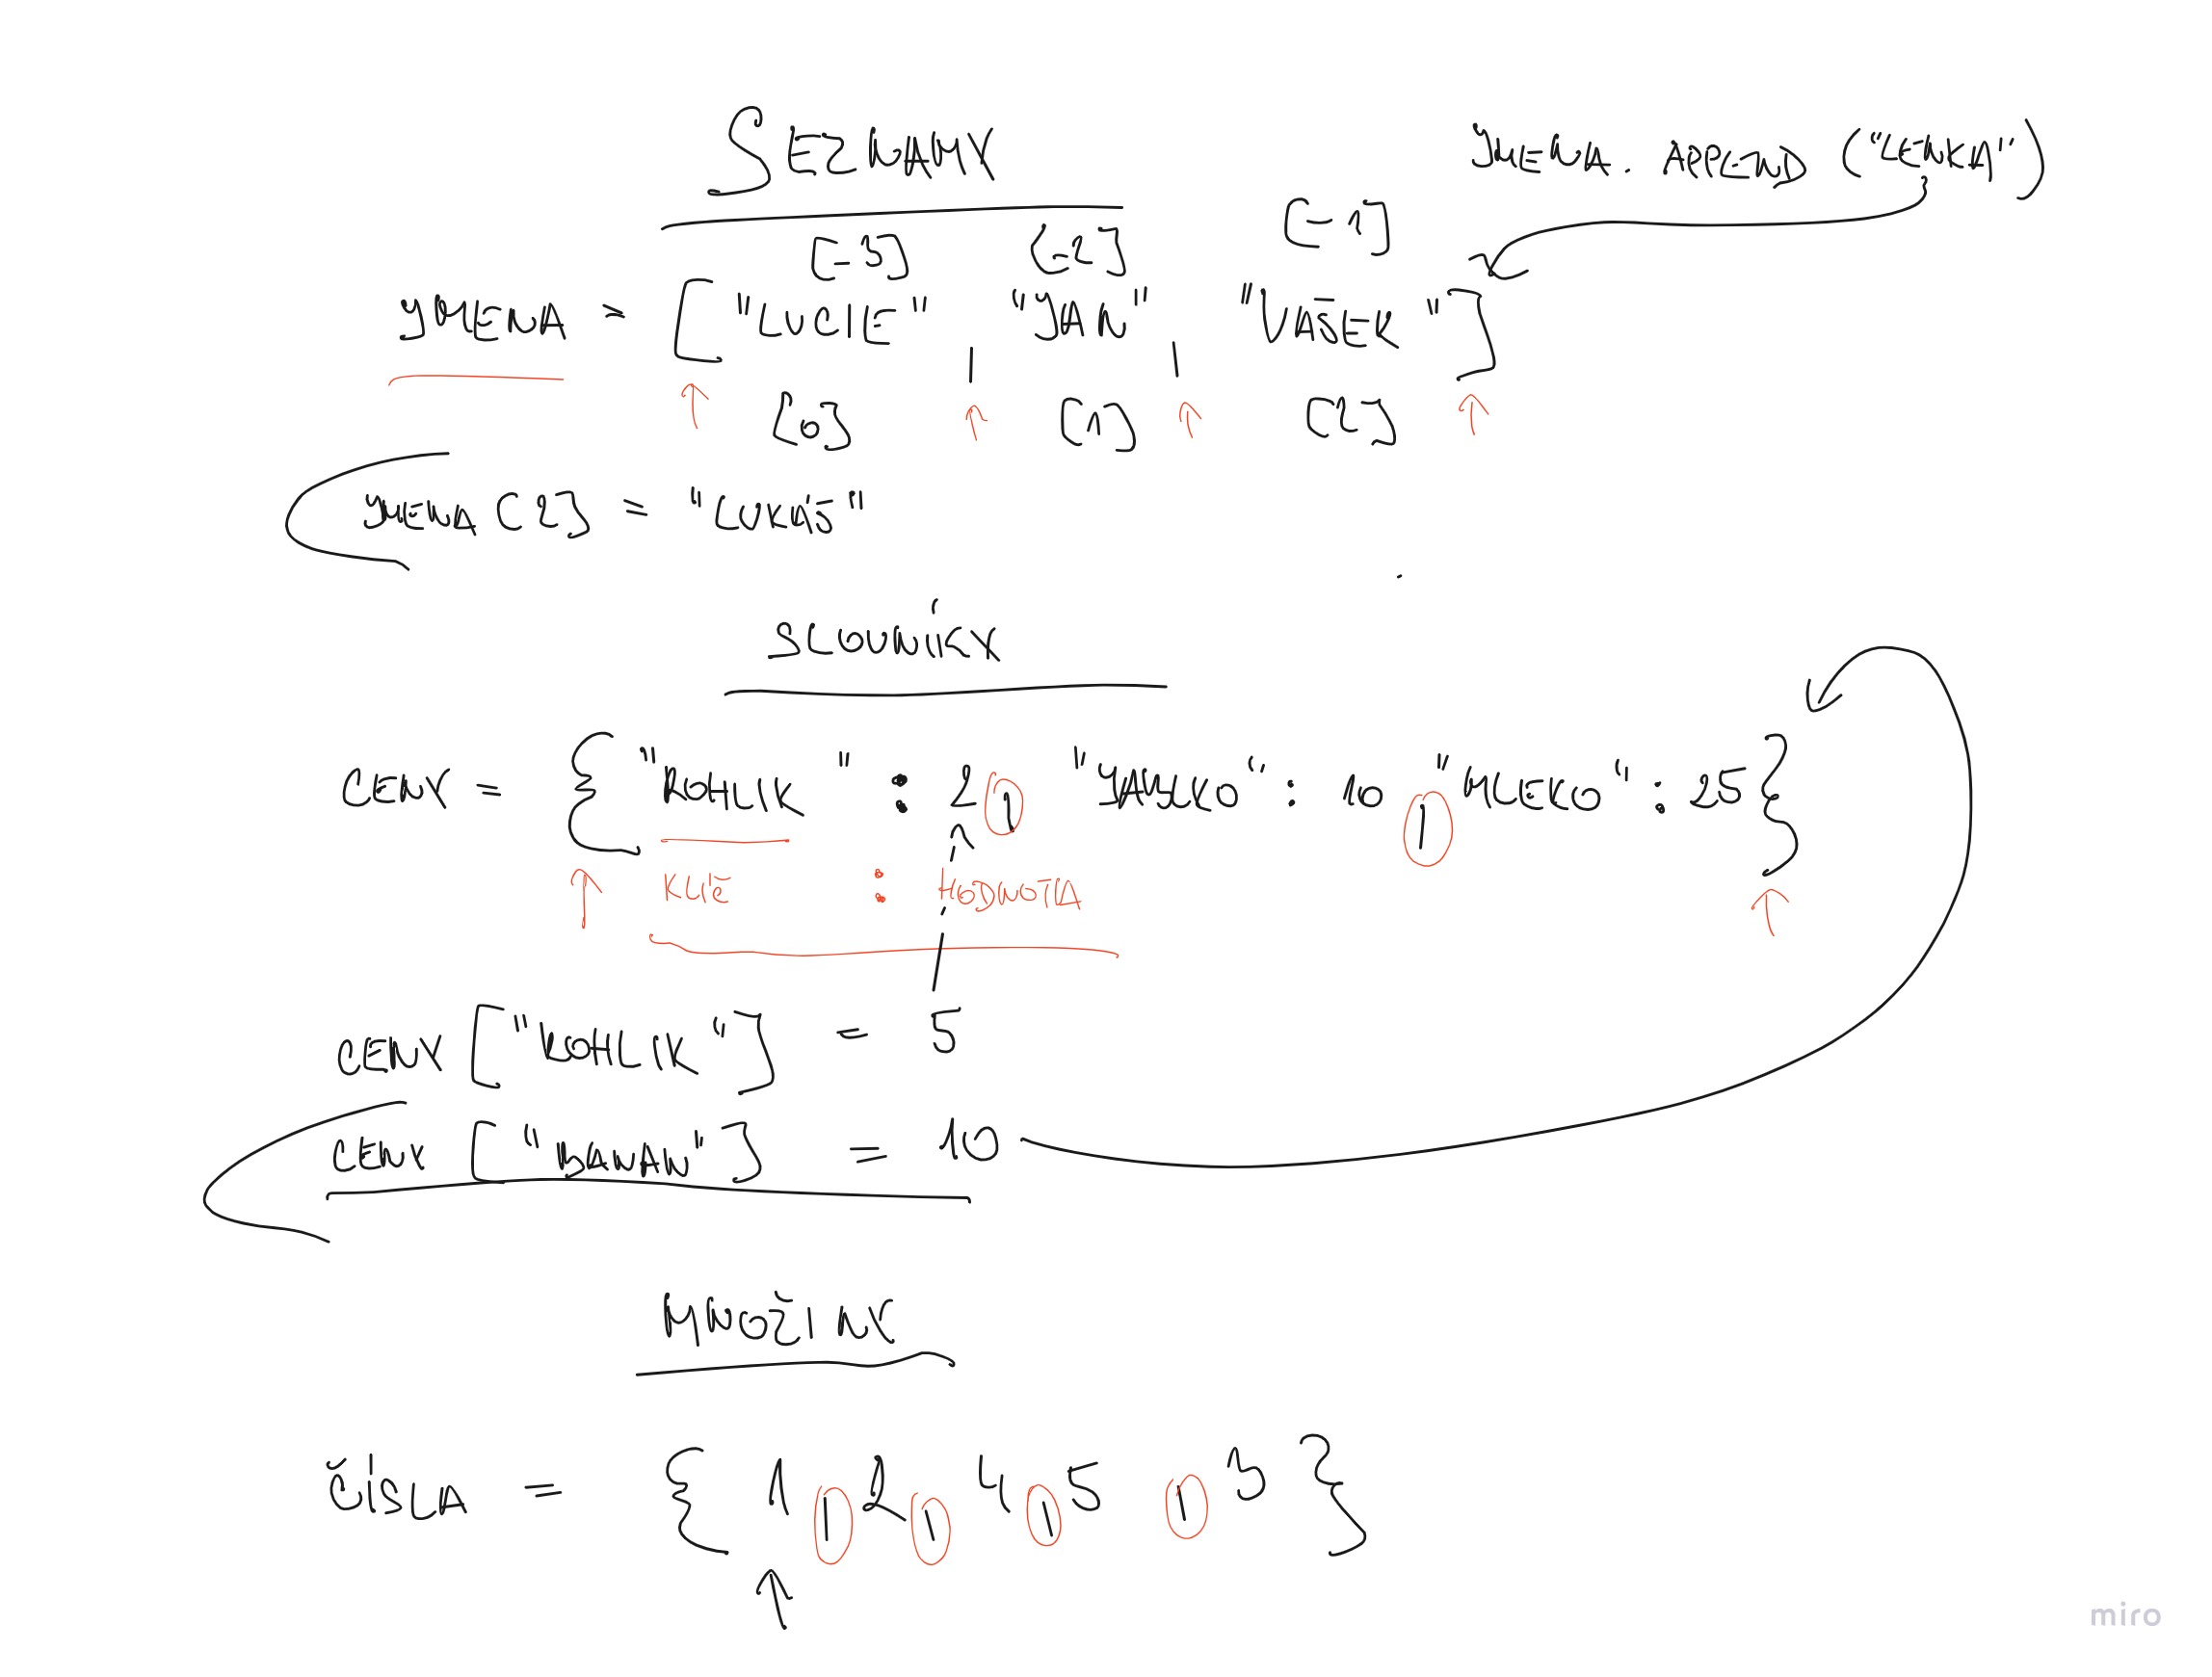 SEZNAMY
JMENA.APPEND ("LENKA")
[-3] [-2] [-1]
JMENA = ["LUCIE", "JAN", "VAŠEK"]
[0] [1] [2]
JMENA[2] = "LUKÁŠ"
SLOVNÍKY
CENY = {"ROHLIK": 2, "JABLKO": 10, "MLEKO": 25}
KLÍČ : HODNOTA
CENY ["ROHLIK"] = 5
CENY ["BANAN"] = 10
MNOŽINY
ČÍSLA = {1, 2, 4, 5, 3}
miro